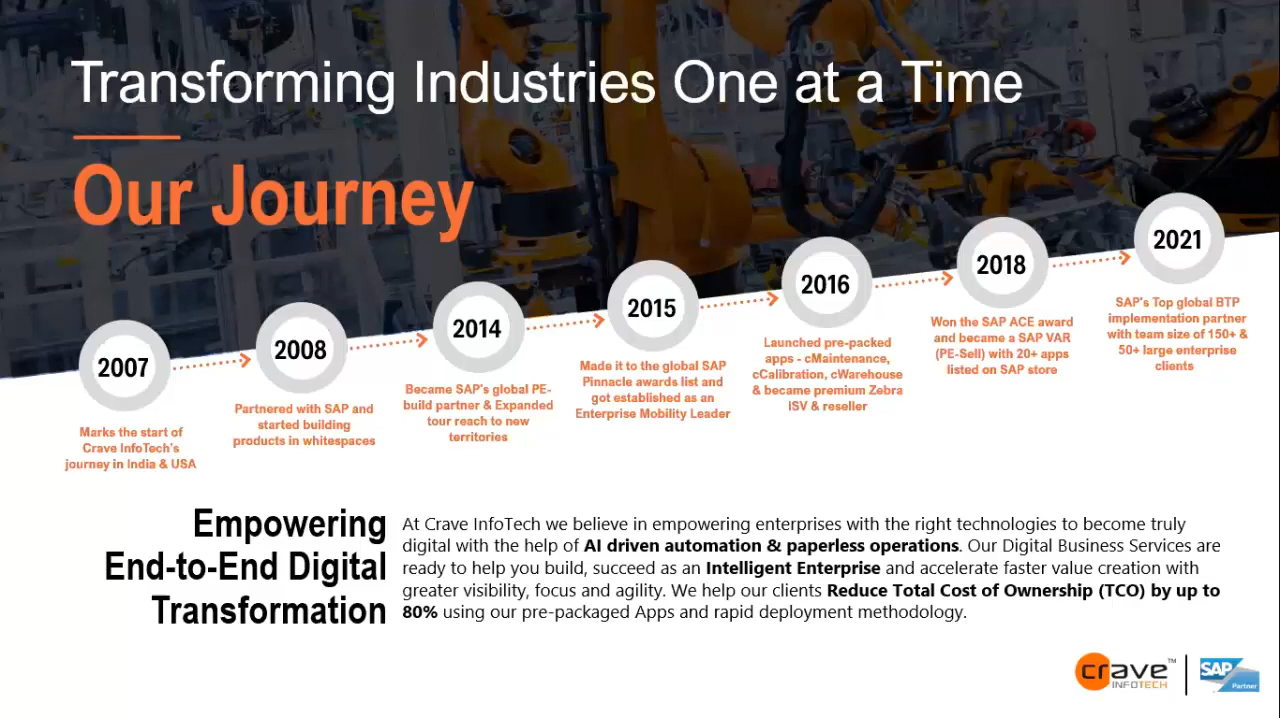 Transforming Industries One at a Time
Our Journey
2007
Marks the start of
Crave InfoTech's
journey in India & USA
2008
Partnered with SAP and
started building
products in whitespaces
2014
Became SAP's global PE-
build partner & Expanded
tour reach to new
territories
2015
Made it to the global SAP
Pinnacle awards list and
got established as an
Enterprise Mobility Leader
2016
Launched pre-packed
apps - cMaintenance,
cCalibration, cWarehouse
& became premium Zebra
ISV & reseller
2018
Won the SAP ACE award
and became a SAP VAR
(PE-Sell) with 20+ apps
listed on SAP store
2021
SAP's Top global BTP
implementation partner
with team size of 150+ &
50+ large enterprise
clients
Empowering
End-to-End Digital
Transformation
At Crave InfoTech we believe in empowering enterprises with the right technologies to become truly
digital with the help of AI driven automation & paperless operations. Our Digital Business Services are
ready to help you build, succeed as an Intelligent Enterprise and accelerate faster value creation with
greater visibility, focus and agility. We help our clients Reduce Total Cost of Ownership (TCO) by up to
80% using our pre-packaged Apps and rapid deployment methodology.
crave™
INFOTECH
SAP
Partner